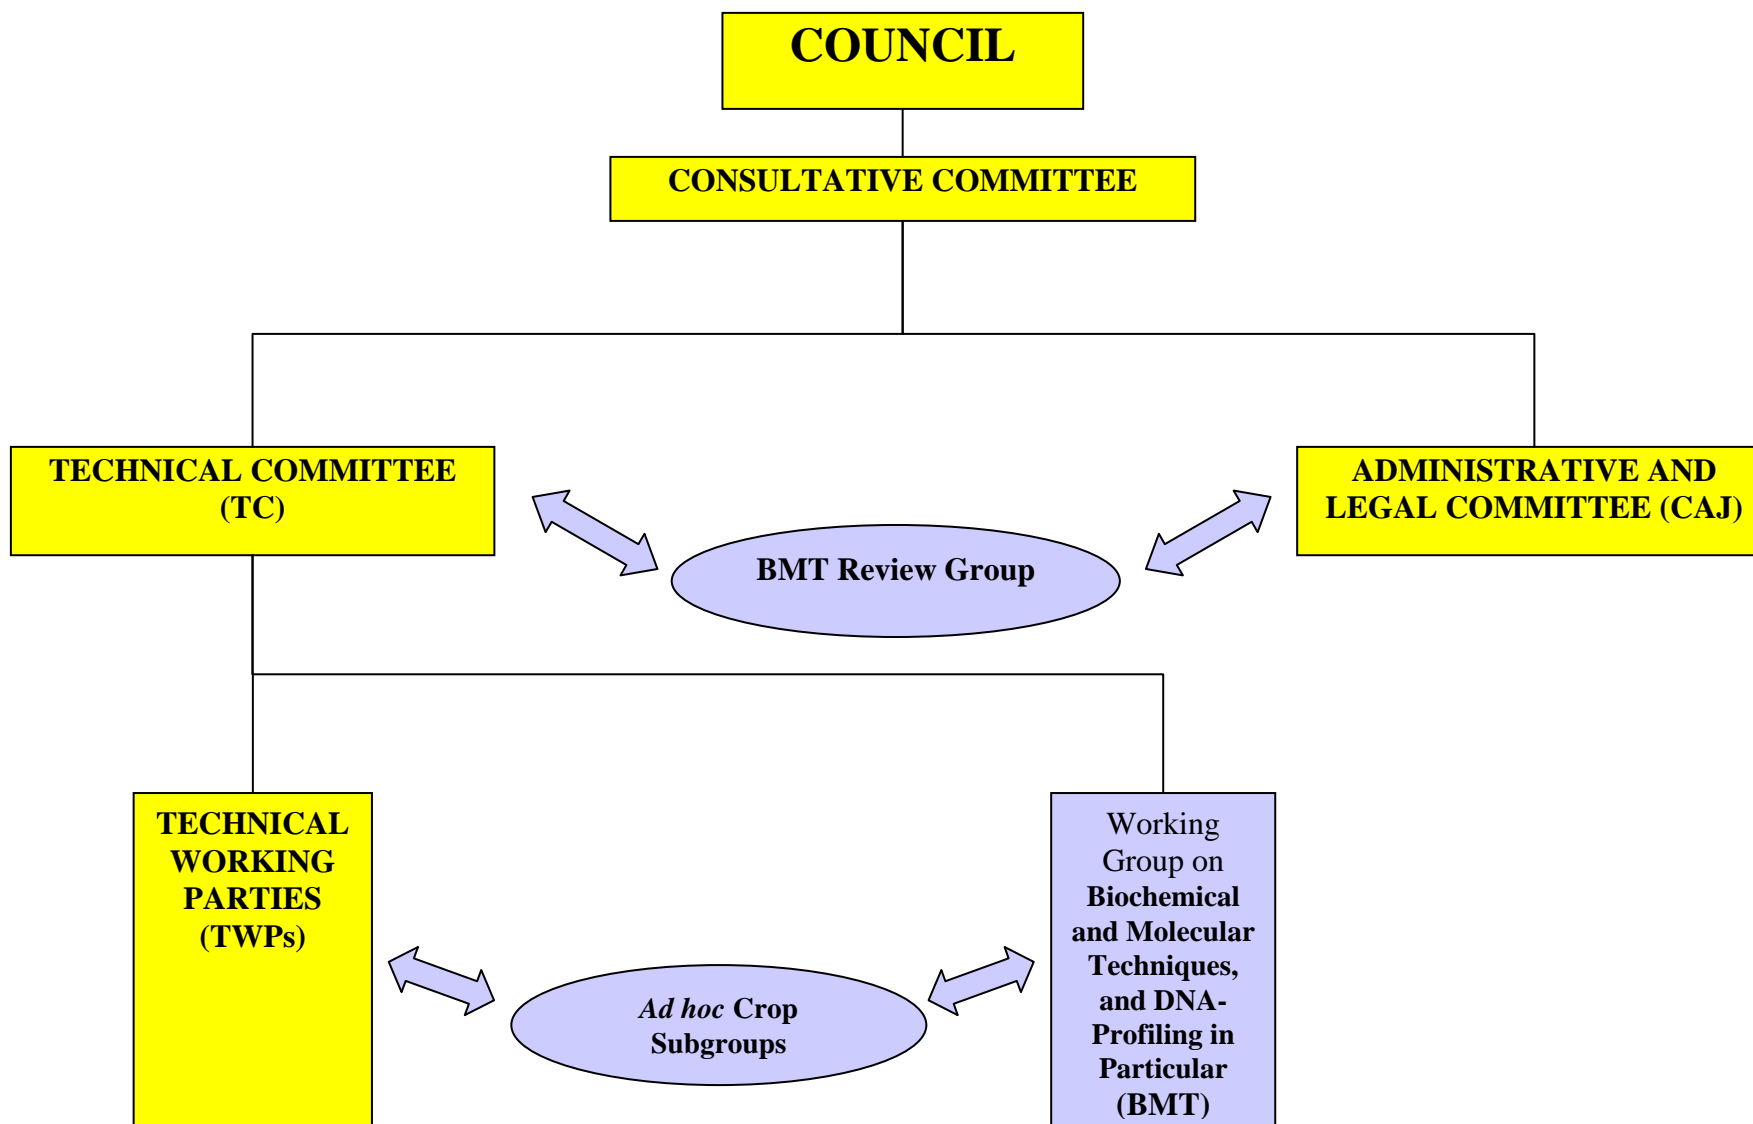 COUNCIL
CONSULTATIVE COMMITTEE
TECHNICAL COMMITTEE
(TC)
ADMINISTRATIVE AND
LEGAL COMMITTEE (CAJ)
BMT Review Group
TECHNICAL
WORKING
PARTIES
(TWPs)
Ad hoc Crop
Subgroups
Working
Group on
Biochemical
and Molecular
Techniques,
and DNA-
Profiling in
Particular
(BMT)